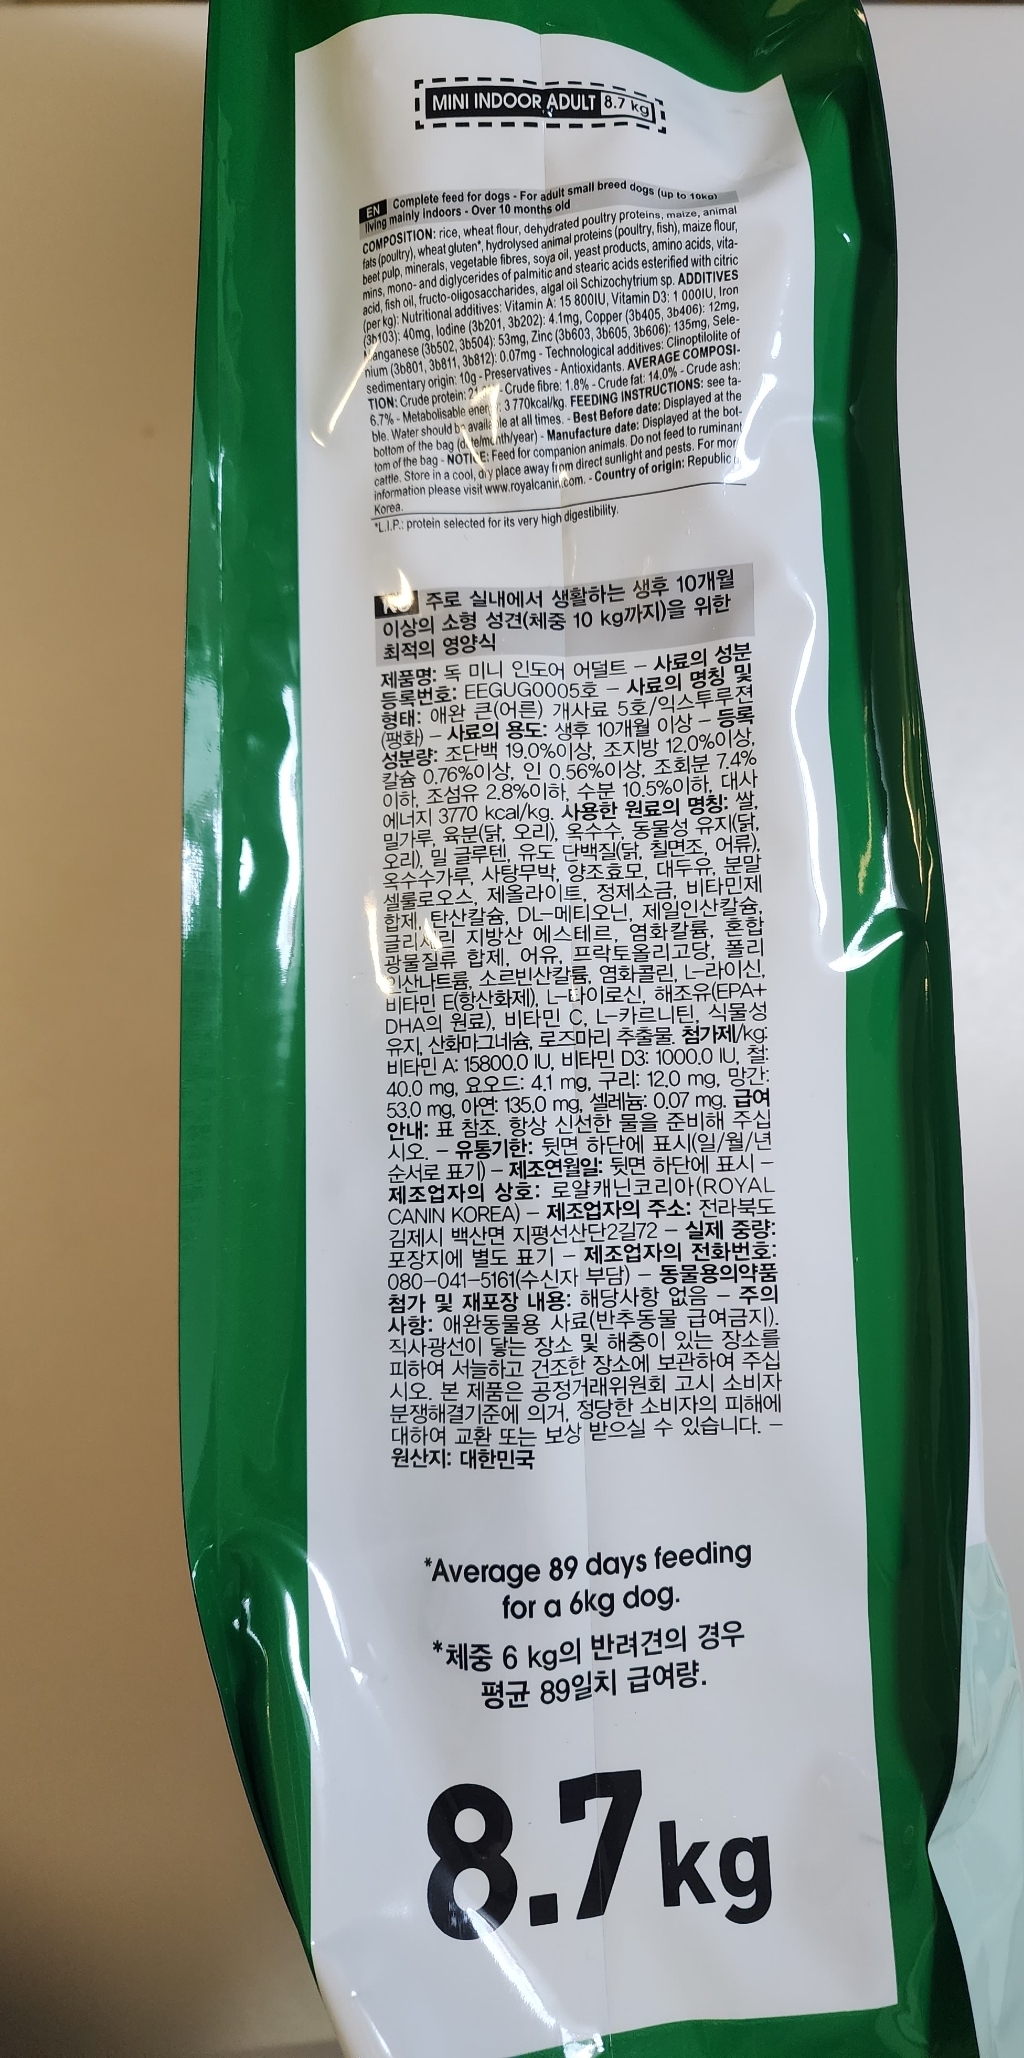 MINI INDOOR ADULT 8.7 kg
EN Complete feed for dogs - For adult small breed dogs (up to 10kg)
living mainly indoors - Over 10 months old
COMPOSITION: rice, wheat flour, dehydrated poultry proteins, maize, animal
fats (poultry), wheat gluten*, hydrolysed animal proteins (poultry, fish), maize flour,
beet pulp, minerals, vegetable fibres, soya oil, yeast products, amino acids, vita-
mins, mono- and diglycerides of palmitic and stearic acids esterified with citric
acid, fish oil, fructo-oligosaccharides, algal oil Schizochytrium sp. ADDITIVES
(per kg): Nutritional additives: Vitamin A: 15 800IU, Vitamin D3: 1 000IU, Iron
(3b103): 40mg, Iodine (3b201, 3b202): 4.1mg, Copper (3b405, 3b406): 12mg,
anganese (3b502, 3b504): 53mg, Zinc (3b603, 3b605, 3b606): 135mg, Sele-
nium (3b801, 3b811, 3b812): 0.07mg - Technological additives: Clinoptilolite of
sedimentary origin: 10g - Preservatives - Antioxidants. AVERAGE COMPOSI-
TION: Crude protein: - Crude fibre: 1.8% - Crude fat: 14.0% - Crude ash:
6.7% - Metabolisable energy: 3 770kcal/kg. FEEDING INSTRUCTIONS: see ta-
ble. Water should be available at all times. - Best Before date: Displayed at the
bottom of the bag (date/month/year) - Manufacture date: Displayed at the bot-
tom of the bag - NOTICE: Feed for companion animals. Do not feed to ruminant
cattle. Store in a cool, dry place away from direct sunlight and pests. For more
information please visit www.royalcanin.com. - Country of origin: Republic
Korea.
*L.I.P.: protein selected for its very high digestibility.
KO 주로 실내에서 생활하는 생후 10개월
이상의 소형 성견(체중 10 kg까지)을 위한
최적의 영양식
제품명: 독 미니 인도어 어덜트 – 사료의 성분
등록번호: EEGUG0005호 – 사료의 명칭 및
형태: 애완 큰(어른) 개사료 5호/익스투루젼
(팽화) – 사료의 용도: 생후 10개월 이상 – 등록
성분량: 조단백 19.0%이상, 조지방 12.0%이상,
칼슘 0.76%이상, 인 0.56%이상, 조회분 7.4%
이하, 조섬유 2.8%이하, 수분 10.5%이하, 대사
에너지 3770 kcal/kg. 사용한 원료의 명칭: 쌀,
밀가루, 육분(닭, 오리), 옥수수 동물성 유지(닭,
오리), 밀 글루텐, 유도 단백질(닭, 칠면조, 어류),
옥수수가루, 사탕무박, 양조효모, 대두유, 분말
셀룰로오스, 제올라이트, 정제소금, 비타민제
합제, 탄산칼슘, DL–메티오닌, 제일인산칼슘,
글리세린 지방산 에스테르, 염화칼륨, 혼합
광물질류 합제, 어유, 프락토올리고당, 폴리
인산나트륨, 소르빈산칼륨, 염화콜린, L–라이신,
비타민 E(항산화제), L–타이로신, 해조유(EPA+
DHA의 원료), 비타민 C, L–카르니틴, 식물성
유지, 산화마그네슘, 로즈마리 추출물. 첨가제/kg:
비타민 A: 15800.0 IU, 비타민 D3: 1000.0 IU, 철:
40.0 mg, 요오드: 4.1 mg, 구리: 12.0 mg, 망간:
53.0 mg, 아연: 135.0 mg, 셀레늄: 0.07 mg. 급여
안내: 표 참조. 항상 신선한 물을 준비해 주십
시오. – 유통기한: 뒷면 하단에 표시(일/월/년
순서로 표기) – 제조연월일: 뒷면 하단에 표시 –
제조업자의 상호: 로얄캐닌코리아(ROYAL
CANIN KOREA) – 제조업자의 주소: 전라북도
김제시 백산면 지평선산단2길72 – 실제 중량:
포장지에 별도 표기 – 제조업자의 전화번호:
080–041–5161(수신자 부담) – 동물용의약품
첨가 및 재포장 내용: 해당사항 없음 – 주의
사항: 애완동물용 사료(반추동물 급여금지).
직사광선이 닿는 장소 및 해충이 있는 장소를
피하여 서늘하고 건조한 장소에 보관하여 주십
시오. 본 제품은 공정거래위원회 고시 소비자
분쟁해결기준에 의거, 정당한 소비자의 피해에
대하여 교환 또는 보상 받으실 수 있습니다. –
원산지: 대한민국
*Average 89 days feeding
for a 6kg dog.
*체중 6 kg의 반려견의 경우
평균 89일치 급여량.
8.7 kg